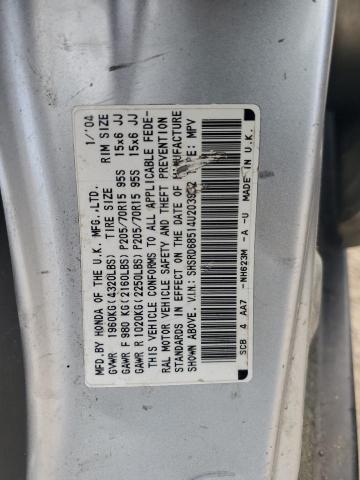 MFD.BY HONDA OF THE U.K. MFG.,LTD. 1/'04
GVWR 1960KG(4320LBS) RIM SIZE
GAWR F 980 KG(2160LBS)P205/70R15 95S 15x6 JJ
GAWR R 1020KG(2250LBS)P205/70R15 95S 15x6 JJ
THIS VEHICLE CONFORMS TO ALL APPLICABLE FEDE-
RAL MOTOR VEHICLE SAFETY AND THEFT PREVENTION
STANDARDS IN EFFECT ON THE DATE OF MANUFACTURE
SHOWN ABOVE. V.I.N: TYPE: MPV
SCB 4 AA7 -NH623M -A -U MADE IN U.K.